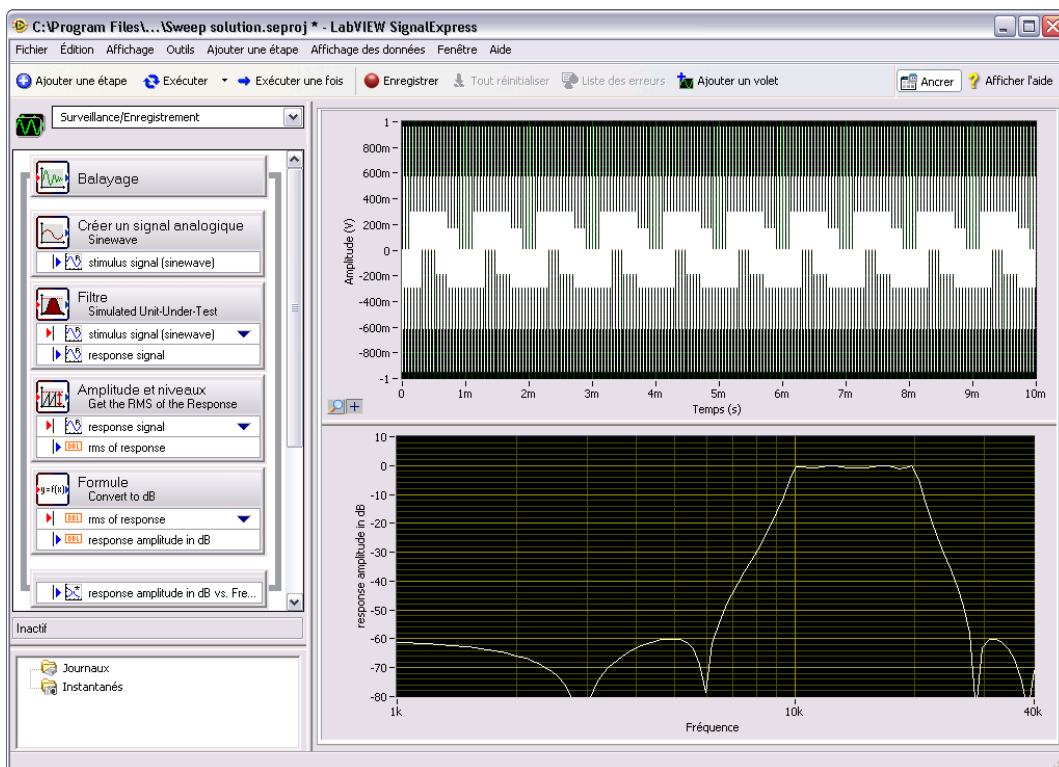 C:\Program Files\...\Sweep solution.seproj * - LabVIEW SignalExpress
Fichier Édition Affichage Outils Ajouter une étape Affichage des données Fenêtre Aide
Ajouter une étape Exécuter Exécuter une fois Enregistrer Tout réinitialiser Liste des erreurs Ajouter un volet Ancrer Afficher l'aide
Surveillance/Enregistrement
Balayage
Créer un signal analogique
Sinewave
stimulus signal (sinewave)
Filtre
Simulated Unit-Under-Test
stimulus signal (sinewave)
response signal
Amplitude et niveaux
Get the RMS of the Response
response signal
DBL rms of response
y=f(x) Formule
Convert to dB
DBL rms of response
DBL response amplitude in dB
response amplitude in dB vs. Fre...
Inactif
Journaux
Instantanés
Amplitude (V)
1
800m
600m
400m
200m
0
-200m
-400m
-600m
-800m
-1
0 1m 2m 3m 4m 5m 6m 7m 8m 9m 10m
Temps (s)
response amplitude in dB
10
0
-10
-20
-30
-40
-50
-60
-70
-80
1k 10k 40k
Fréquence